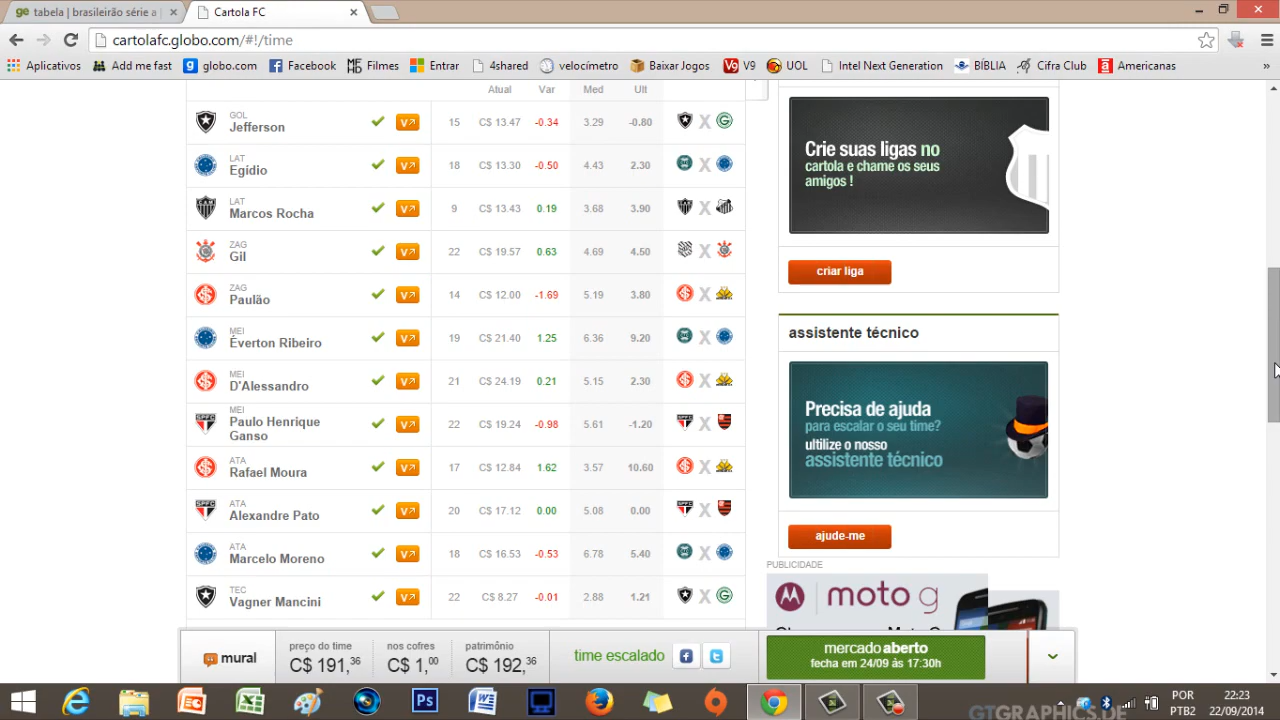 tabela | brasileirão série a
Cartola FC
cartolafc.globo.com/#!/time
Aplicativos Add me fast globo.com Facebook Filmes Entrar 4shared velocímetro Baixar Jogos V9 UOL Intel Next Generation BÍBLIA Cifra Club Americanas »
Atual Var Med Ult
GOL
Jefferson V 15 C$ 13.47 -0.34 3.29 -0.80 X
LAT
Egídio V 18 C$ 13.30 -0.50 4.43 2.30 X
LAT
Marcos Rocha V 9 C$ 13.43 0.19 3.68 3.90 X
ZAG
Gil V 22 C$ 19.57 0.63 4.69 4.50 X
ZAG
Paulão V 14 C$ 12.00 -1.69 5.19 3.80 X
MEI
Éverton Ribeiro V 19 C$ 21.40 1.25 6.36 9.20 X
MEI
D'Alessandro V 21 C$ 24.19 0.21 5.15 2.30 X
MEI
Paulo Henrique
Ganso V 22 C$ 19.24 -0.98 5.61 -1.20 X
ATA
Rafael Moura V 17 C$ 12.84 1.62 3.57 10.60 X
ATA
Alexandre Pato V 20 C$ 17.12 0.00 5.08 0.00 X
ATA
Marcelo Moreno V 18 C$ 16.53 -0.53 6.78 5.40 X
TEC
Vagner Mancini V 22 C$ 8.27 -0.01 2.88 1.21 X
Crie suas ligas no
cartola e chame os seus
amigos !
criar liga
assistente técnico
Precisa de ajuda
para escalar o seu time?
ultilize o nosso
assistente técnico
ajude-me
PUBLICIDADE
moto g
mural
preço do time
C$ 191,36
nos cofres
C$ 1,00
patrimônio
C$ 192,36
time escalado
mercado aberto
fecha em 24/09 às 17:30h
POR
PTB2
22:23
22/09/2014
GTGRAPHICS.DE